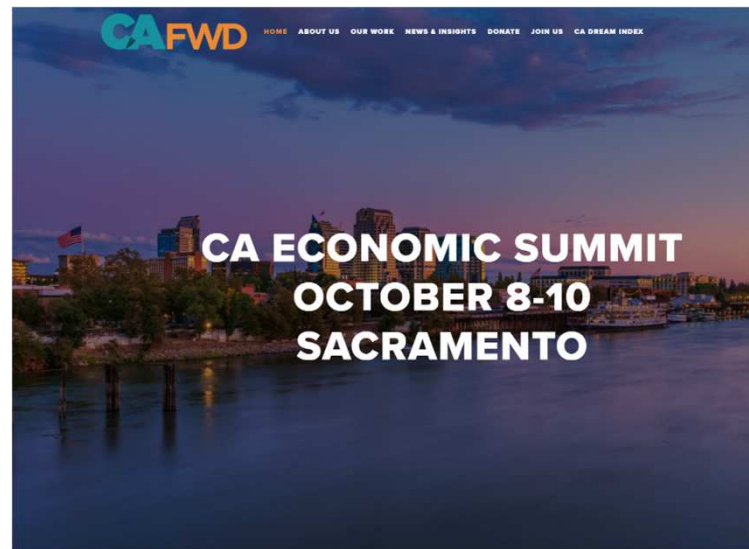 CAFWD
HOME ABOUT US OUR WORK NEWS & INSIGHTS DONATE JOIN US CA DREAM INDEX
CA ECONOMIC SUMMIT
OCTOBER 8-10
SACRAMENTO